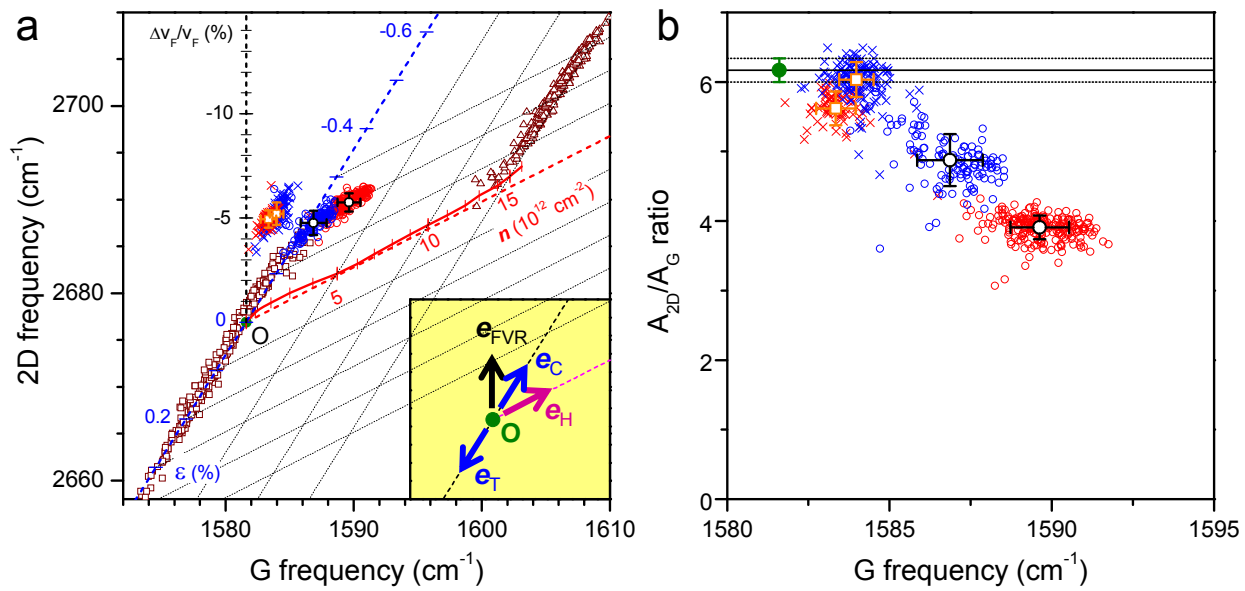 a
Δv_F/v_F (%)
-10
-5
0
-0.6
-0.4
0.2
ε (%)
O
5
10
15
n (10^12 cm^-2)
e_FVR
e_C
e_H
O
e_T
2700
2680
2660
2D frequency (cm^-1)
1580 1590 1600 1610
G frequency (cm^-1)
b
6
4
2
0
A_2D/A_G ratio
1580 1585 1590 1595
G frequency (cm^-1)